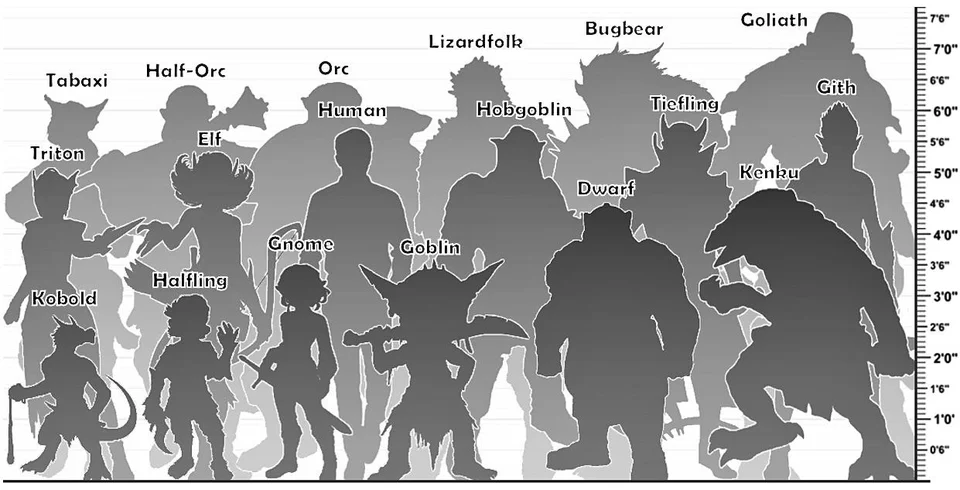 Goliath
Bugbear
Lizardfolk
Half-Orc
Orc
Tabaxi
Gith
Human
Hobgoblin
Tiefling
Elf
Triton
Kenku
Dwarf
Gnome
Goblin
Halfling
Kobold
7'6"
7'0"
6'6"
6'0"
5'6"
5'0"
4'6"
4'0"
3'6"
3'0"
2'6"
2'0"
1'6"
1'0"
0'6"